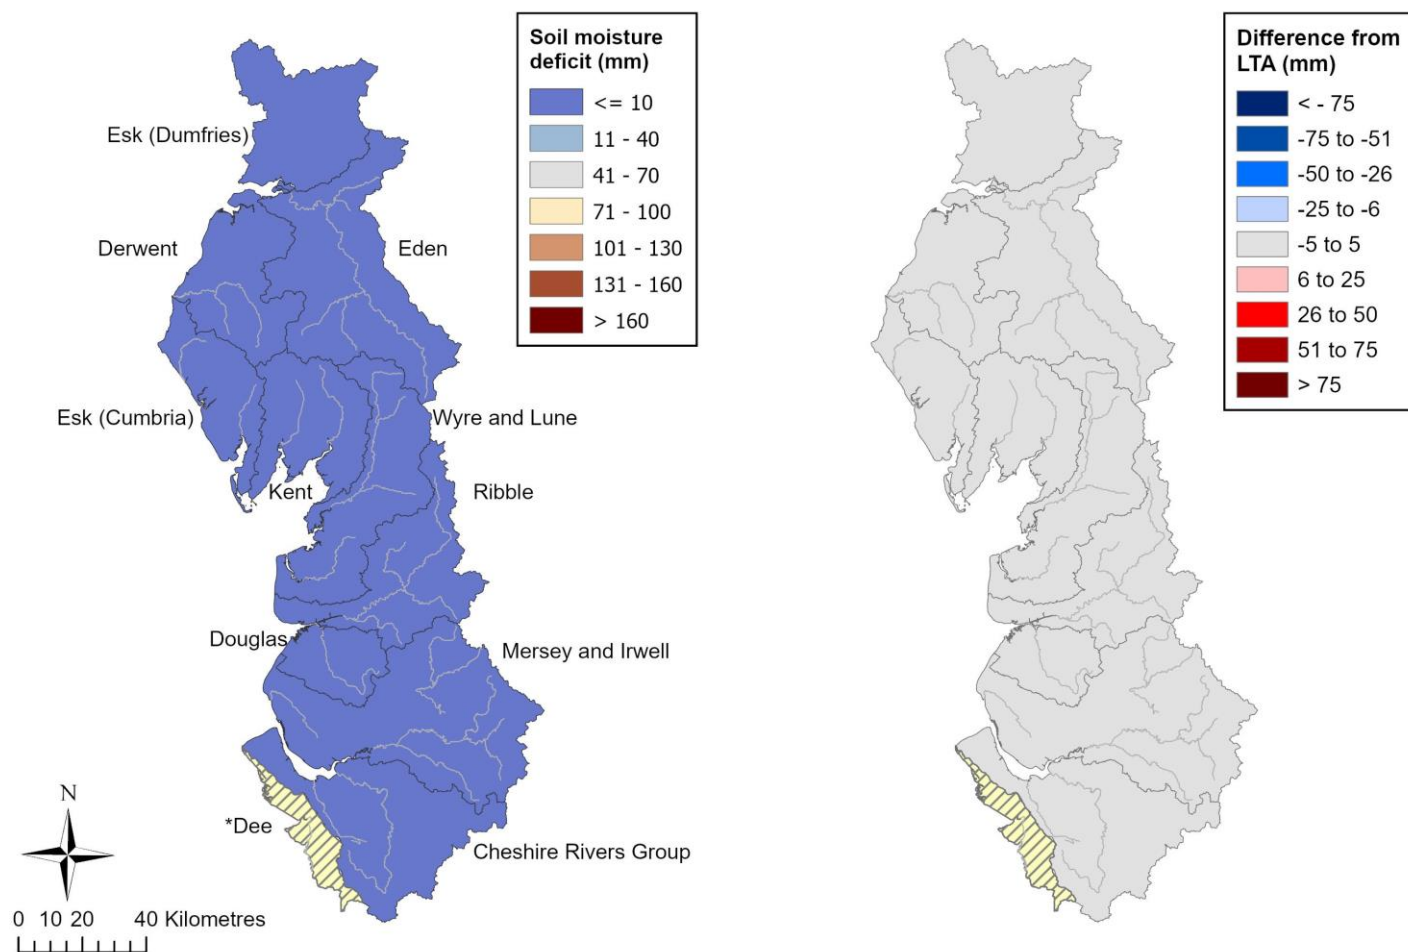 Soil moisture
deficit (mm)
<= 10
11 - 40
41 - 70
71 - 100
101 - 130
131 - 160
> 160
Esk (Dumfries)
Derwent
Eden
Esk (Cumbria)
Wyre and Lune
Kent
Ribble
Douglas
Mersey and Irwell
*Dee
Cheshire Rivers Group
N
0 10 20 40 Kilometres
Difference from
LTA (mm)
< - 75
-75 to -51
-50 to -26
-25 to -6
-5 to 5
6 to 25
26 to 50
51 to 75
> 75